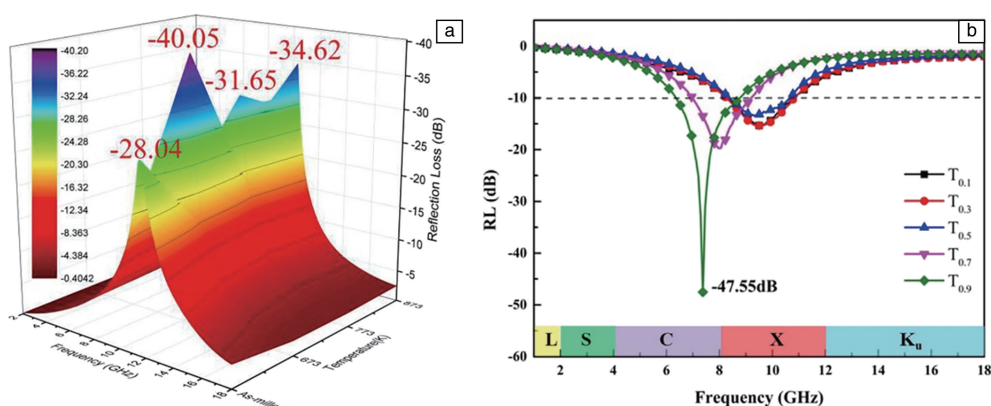 a
-40.20
-36.22
-32.24
-28.26
-24.28
-20.30
-16.32
-12.34
-8.363
-4.384
-0.4042
-40.05
-34.62
-31.65
-28.04
-40
-35
-30
-25
-20
-15
-10
-5
Reflection Loss (dB)
2
4
6
8
10
12
14
16
18
Frequency (GHz)
673
773
873
Temperature(K)
b
0
-10
-20
-30
-40
-50
-60
RL (dB)
T0.1
T0.3
T0.5
T0.7
T0.9
-47.55dB
L S C X Ku
2 4 6 8 10 12 14 16 18
Frequency (GHz)